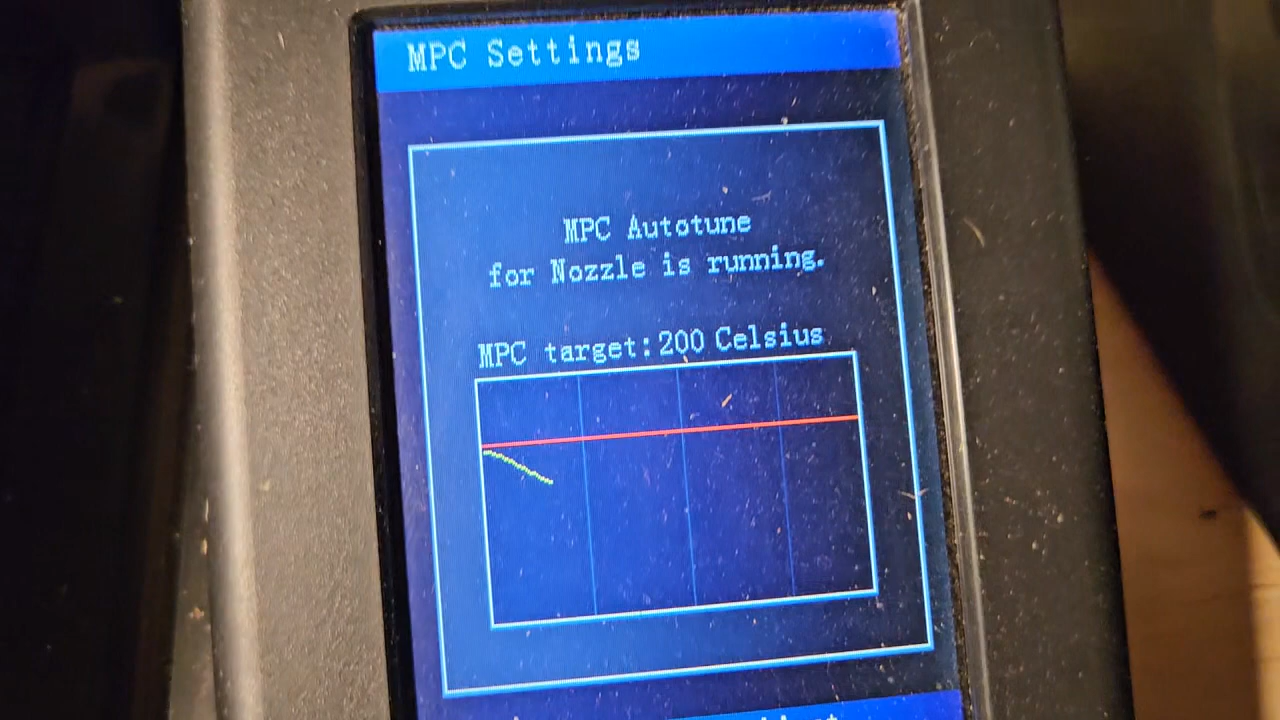 MPC Settings
MPC Autotune
for Nozzle is running.
MPC target:200 Celsius